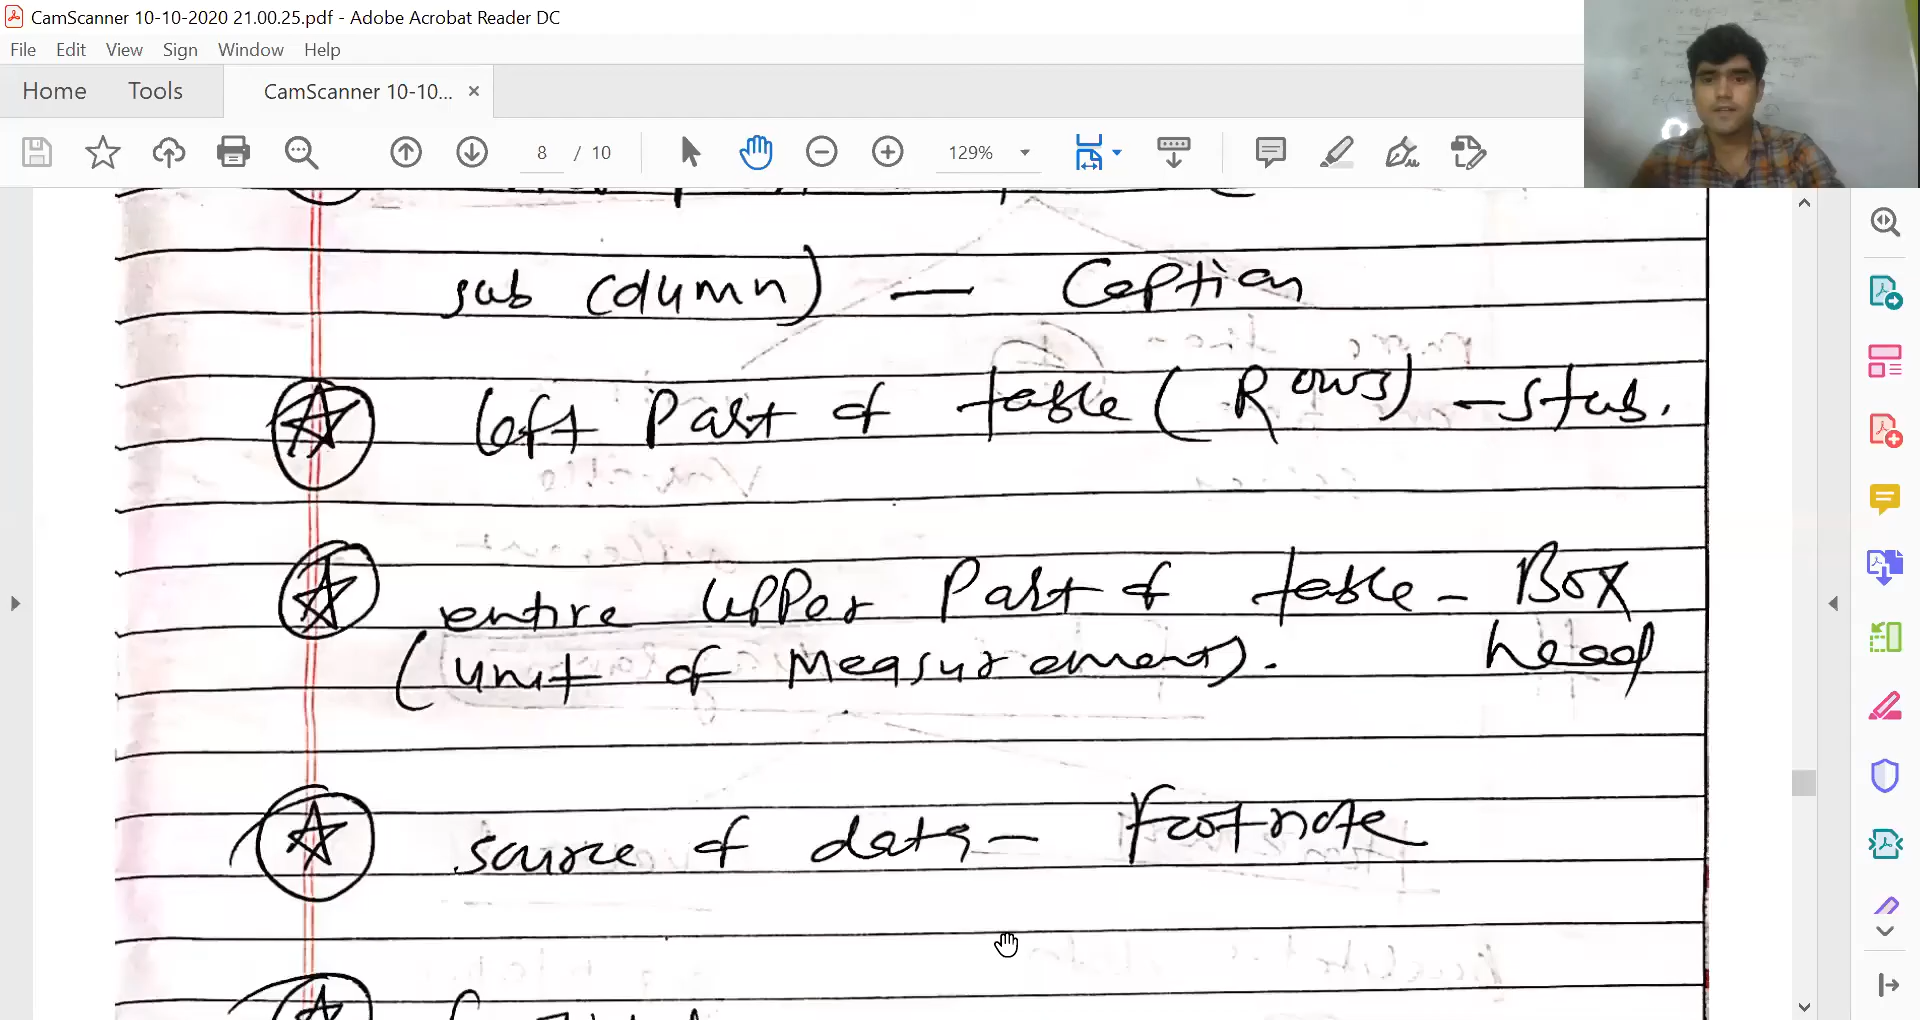 CamScanner 10-10-2020 21.00.25.pdf - Adobe Acrobat Reader DC
File Edit View Sign Window Help
Home Tools CamScanner 10-10... ×
8 / 10 129%
sub column) — Caption
left Part of table (Rows) - stub.
entire upper Part of table - Box head
(unit of Measurement).
source of data - footnote